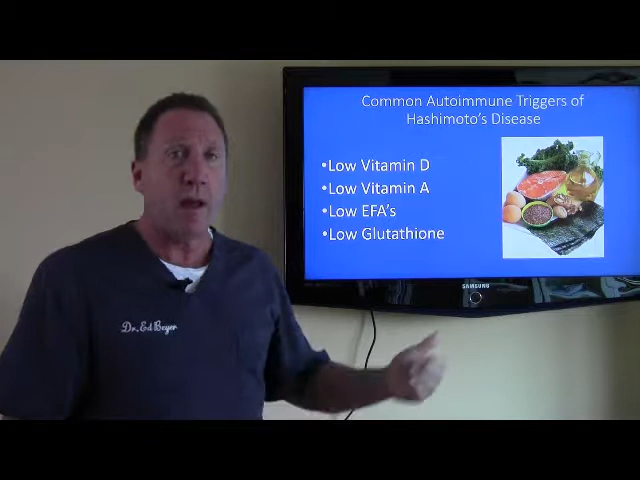 Common Autoimmune Triggers of
Hashimoto's Disease
•Low Vitamin D
•Low Vitamin A
•Low EFA's
•Low Glutathione
SAMSUNG
Dr. Ed Beyer